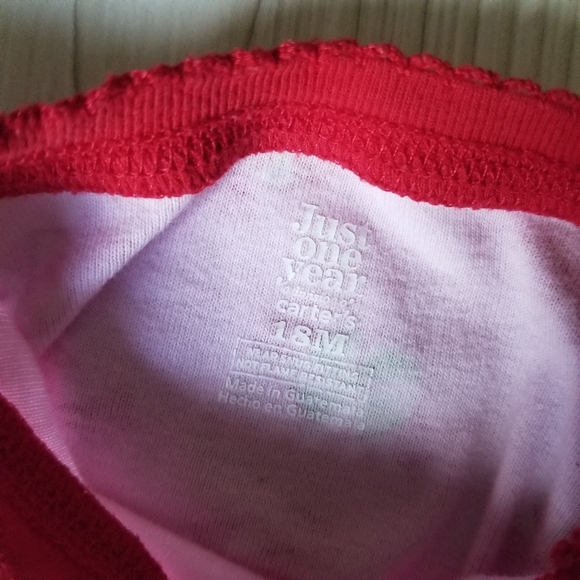 Just
one
year
carter's
18M
Made in Guatemala
Hecho en Guatemala